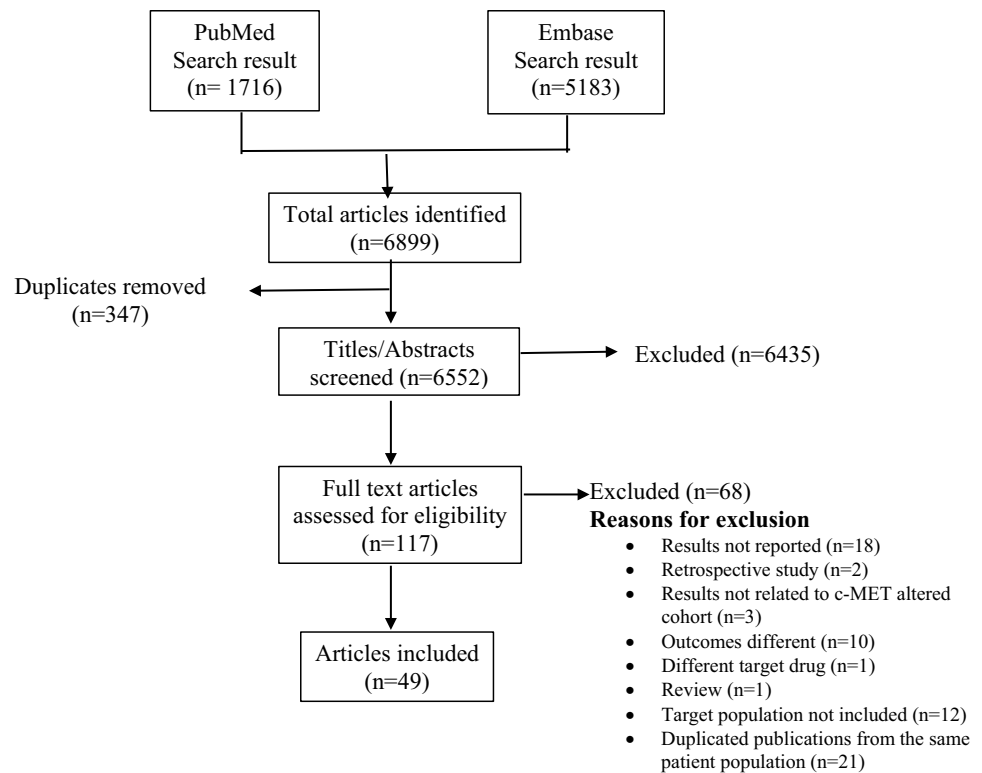 PubMed
Search result
(n= 1716)
Embase
Search result
(n=5183)
Total articles identified
(n=6899)
Duplicates removed
(n=347)
Titles/Abstracts
screened (n=6552)
Excluded (n=6435)
Full text articles
assessed for eligibility
(n=117)
Excluded (n=68)
Reasons for exclusion
• Results not reported (n=18)
• Retrospective study (n=2)
• Results not related to c-MET altered
cohort (n=3)
• Outcomes different (n=10)
• Different target drug (n=1)
• Review (n=1)
• Target population not included (n=12)
• Duplicated publications from the same
patient population (n=21)
Articles included
(n=49)